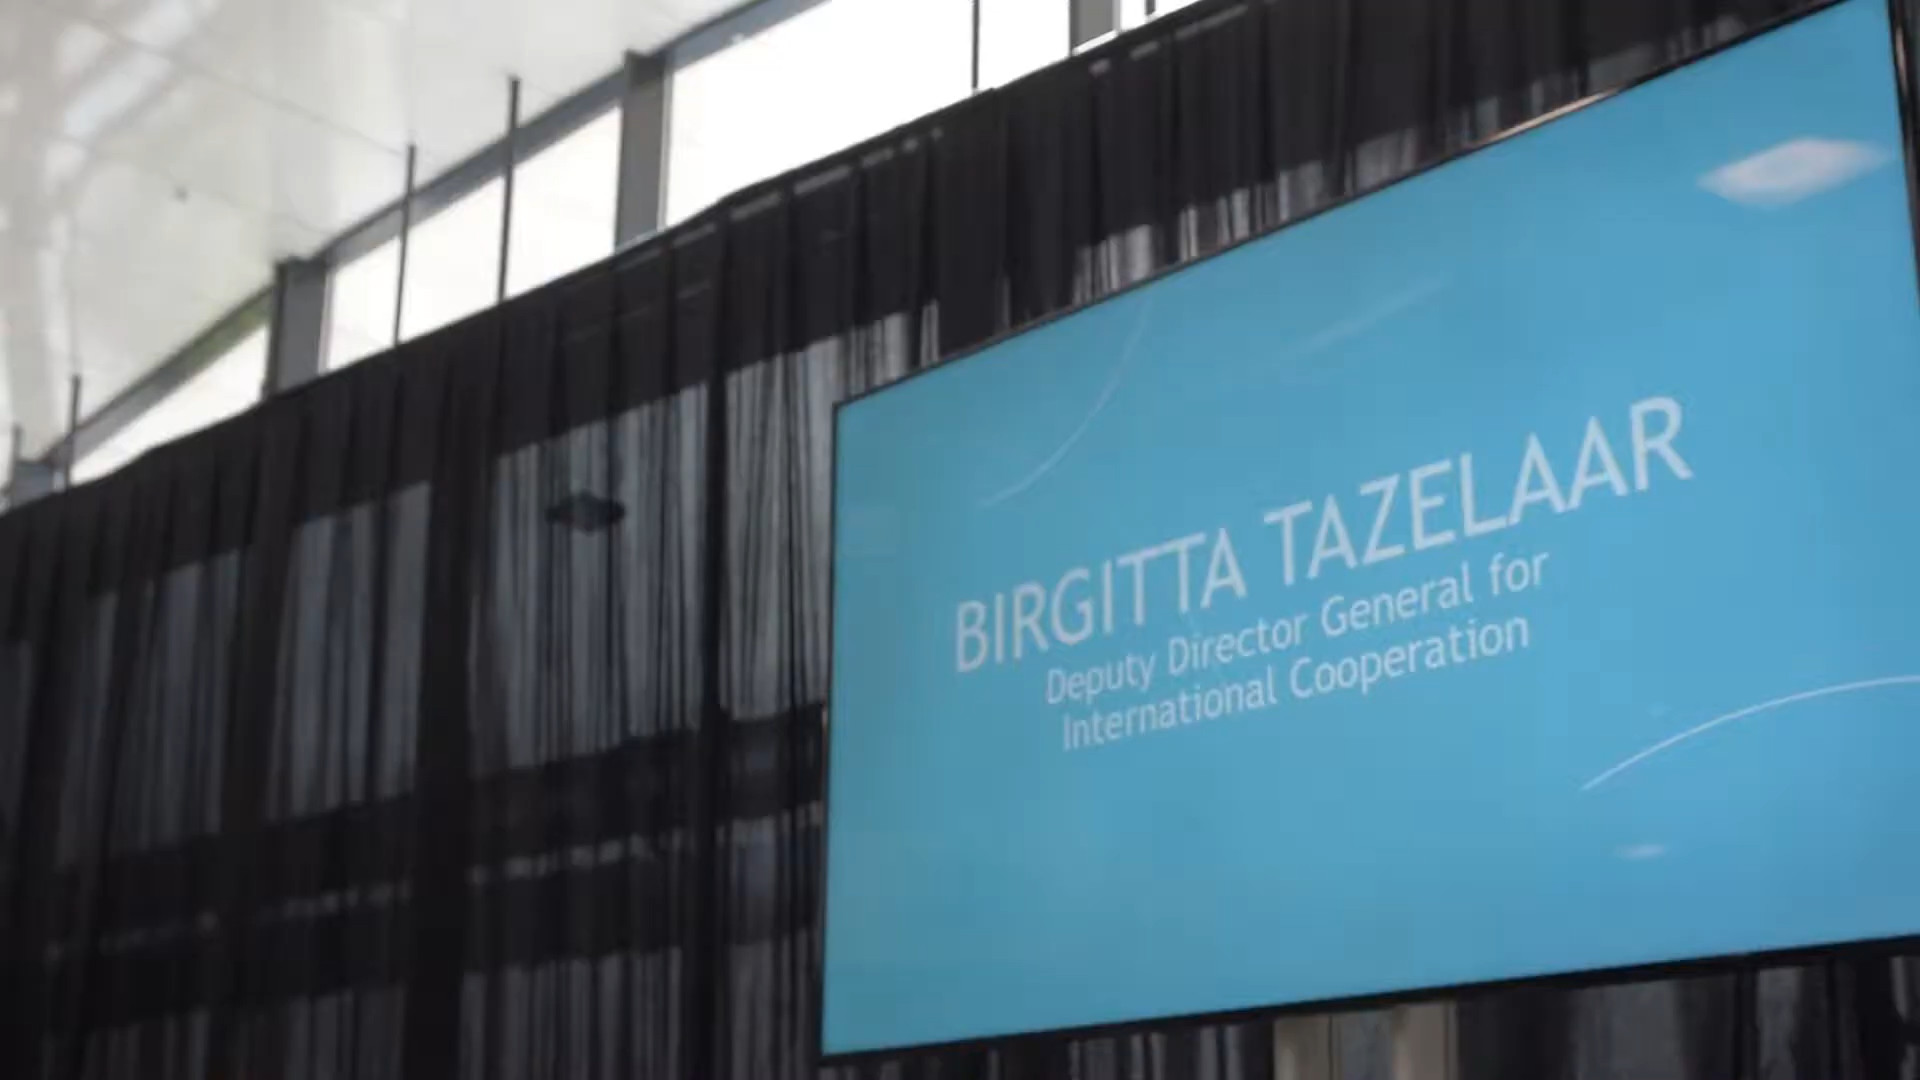 BIRGITTA TAZELAAR
Deputy Director General for
International Cooperation